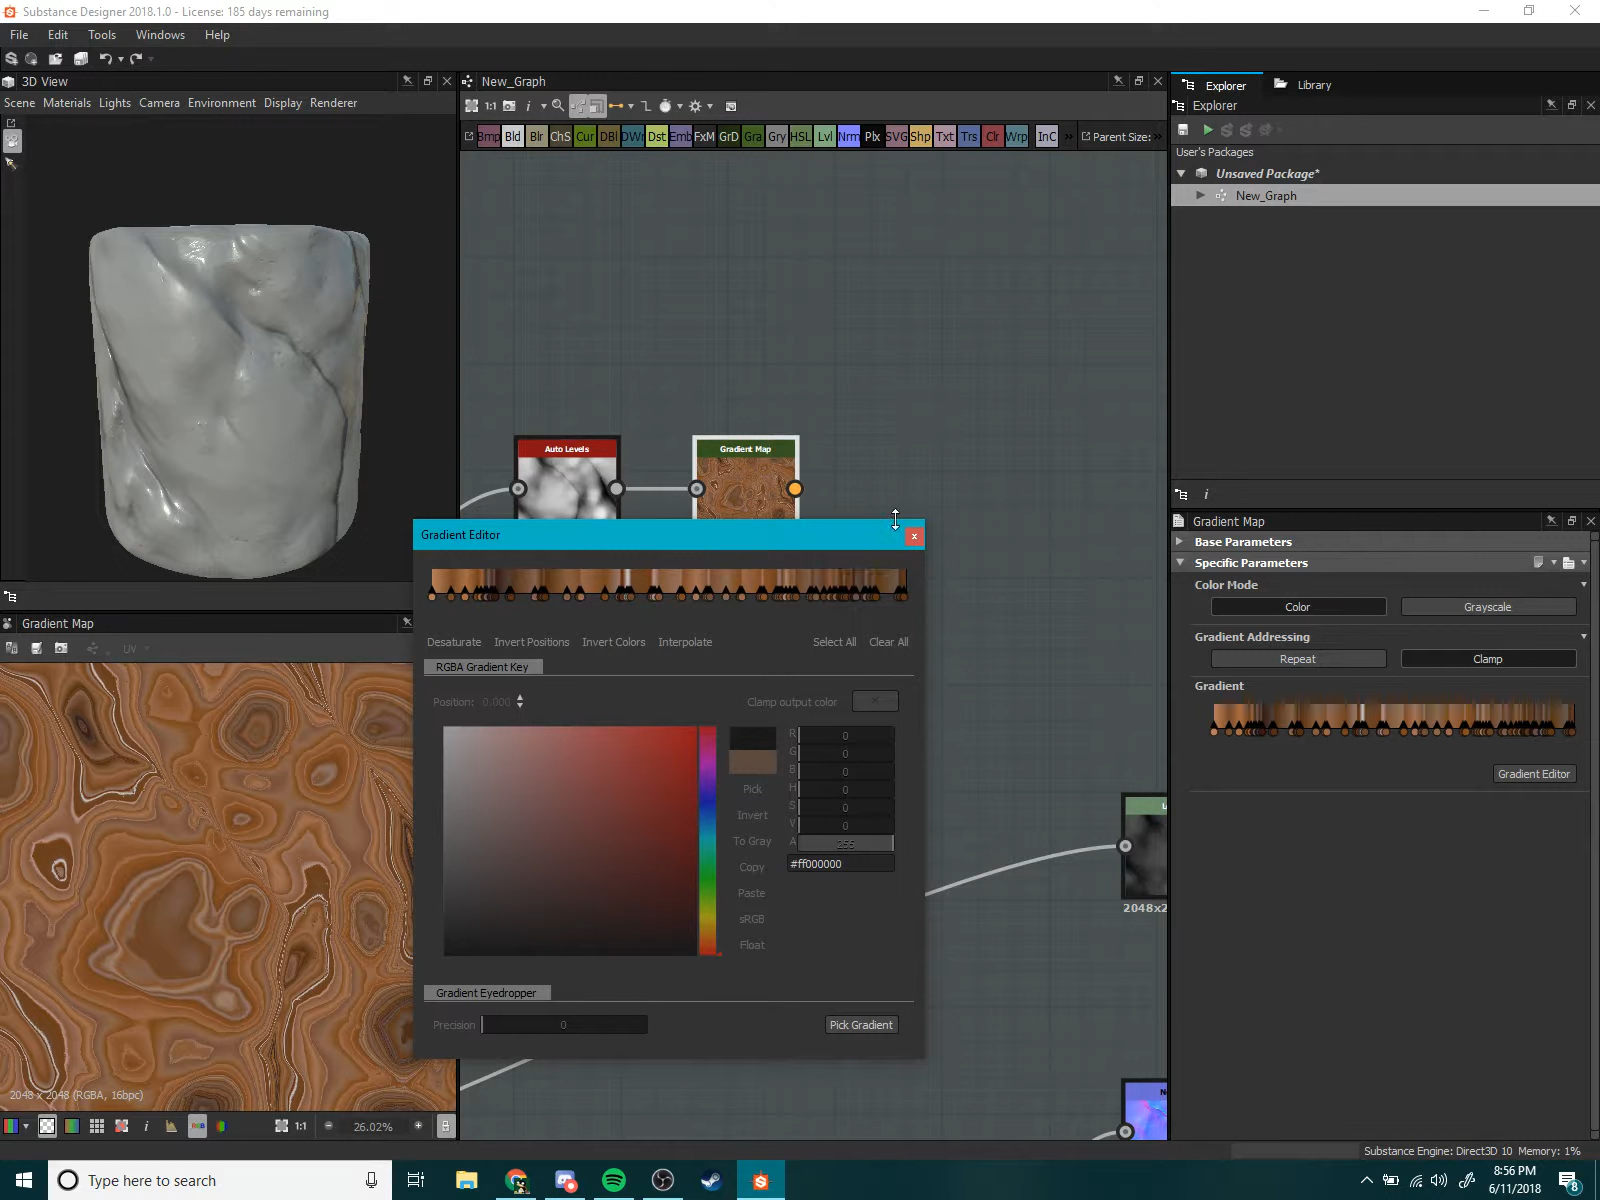 Substance Designer 2018.1.0 - License: 185 days remaining
File Edit Tools Windows Help
3D View
Scene Materials Lights Camera Environment Display Renderer
New_Graph
1:1
Bmp Bld Blr ChS Cur DBl DWr Dst Emb FxM GrD Gra Gry HSL Lvl Nrm Plx SVG Shp Txt Trs Clr Wrp InC Parent Size:
Auto Levels
Gradient Map
2048x2
Explorer Library
Explorer
User's Packages
Unsaved Package*
New_Graph
Gradient Editor
Desaturate Invert Positions Invert Colors Interpolate Select All Clear All
RGBA Gradient Key
Position: 0.000 Clamp output color
R 0
G 0
B 0
H 0
S 0
V 0
A 255
#ff000000
Pick
Invert
To Gray
Copy
Paste
sRGB
Float
Gradient Eyedropper
Precision 0 Pick Gradient
Gradient Map
Base Parameters
Specific Parameters
Color Mode
Color Grayscale
Gradient Addressing
Repeat Clamp
Gradient
Gradient Editor
Gradient Map
UV
2048 x 2048 (RGBA, 16bpc)
1:1 26.02%
Substance Engine: Direct3D 10 Memory: 1%
Type here to search
8:56 PM
6/11/2018
8